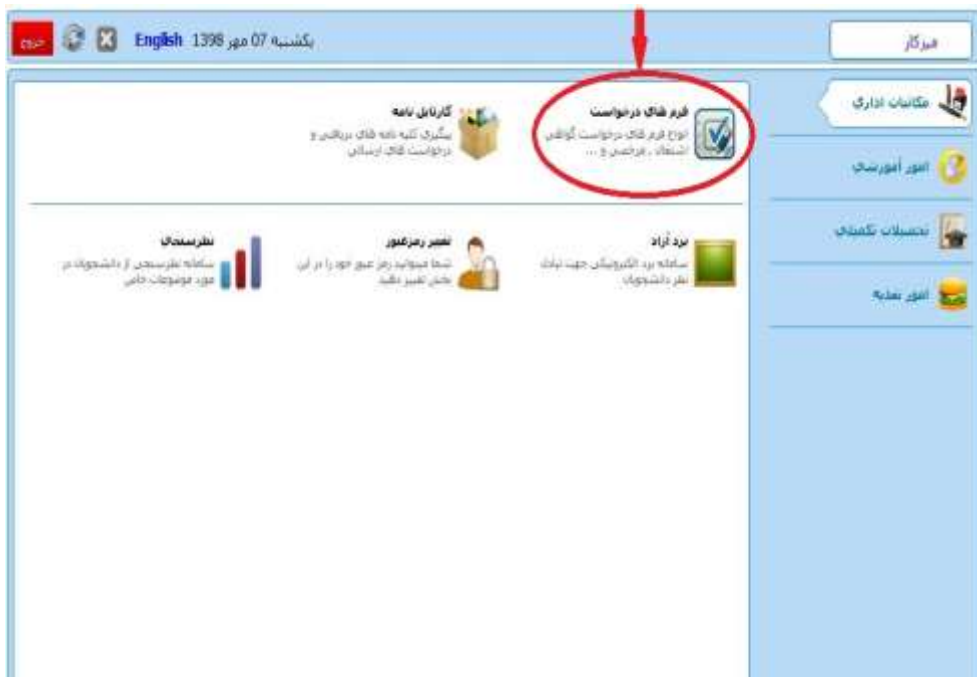 میزکار
یکشنبه 07 مهر 1398 English
خروج
مکاتبات اداری
امور آموزشی
تحصیلات تکمیلی
امور تغذیه
فرم های درخواست
انواع فرم های درخواست گواهی
اشتغال , مرخصی و ...
کارتابل نامه
پیگیری کلیه نامه های دریافتی و
درخواست های ارسالی
برد آزاد
سامانه برد الکترونیکی جهت تبادل
نظر دانشجویان
تغییر رمزعبور
شما میتوانید رمز عبور خود را در این
بخش تغییر دهید
نظرسنجی
سامانه نظرسنجی از دانشجویان در
مورد موضوعات خاص